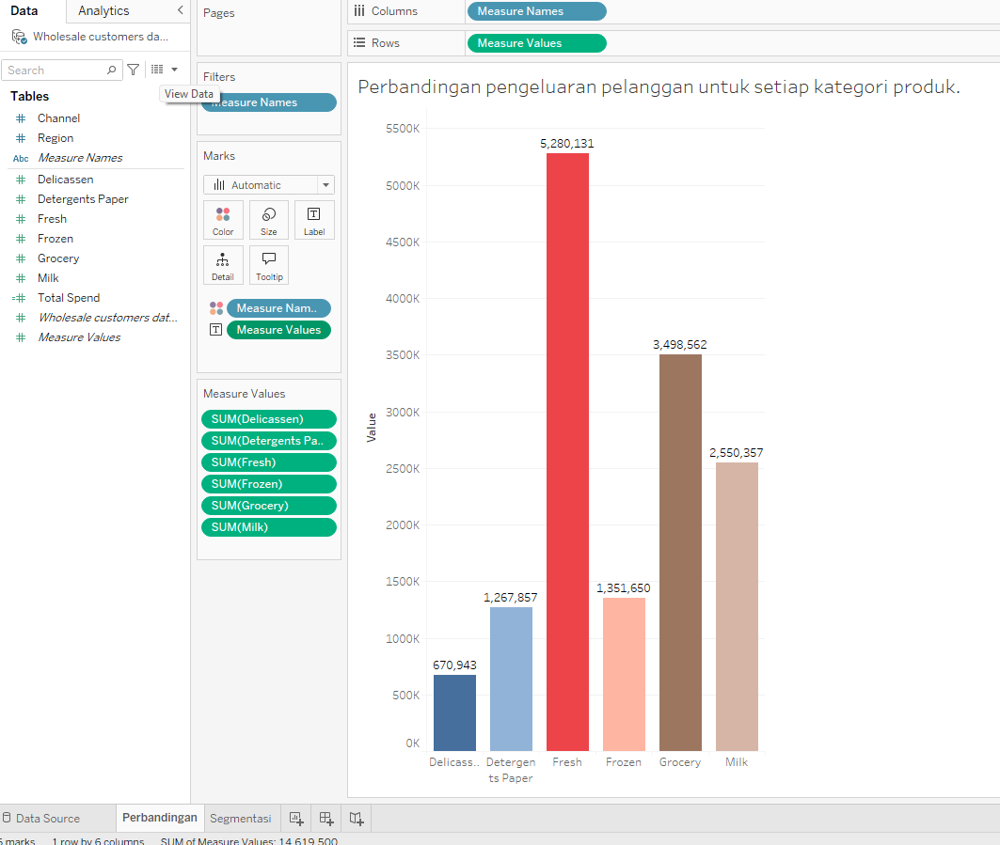 Data
Analytics
Wholesale customers da...
Search
View Data
Tables
Channel
Region
Abc Measure Names
Delicassen
Detergents Paper
Fresh
Frozen
Grocery
Milk
Total Spend
Wholesale customers dat...
Measure Values
Pages
Filters
Measure Names
Marks
Automatic
Color
Size
T
Label
Detail
Tooltip
Measure Nam..
T Measure Values
Measure Values
SUM(Delicassen)
SUM(Detergents Pa..
SUM(Fresh)
SUM(Frozen)
SUM(Grocery)
SUM(Milk)
Columns
Measure Names
Rows
Measure Values
Perbandingan pengeluaran pelanggan untuk setiap kategori produk.
5500K
5000K
4500K
4000K
3500K
3000K
2500K
2000K
1500K
1000K
500K
0K
Value
670,943
1,267,857
5,280,131
1,351,650
3,498,562
2,550,357
Delicass..
Detergen
ts Paper
Fresh
Frozen
Grocery
Milk
Data Source
Perbandingan
Segmentasi
marks
1 row by 6 columns
SUM of Measure Values: 14,619,500